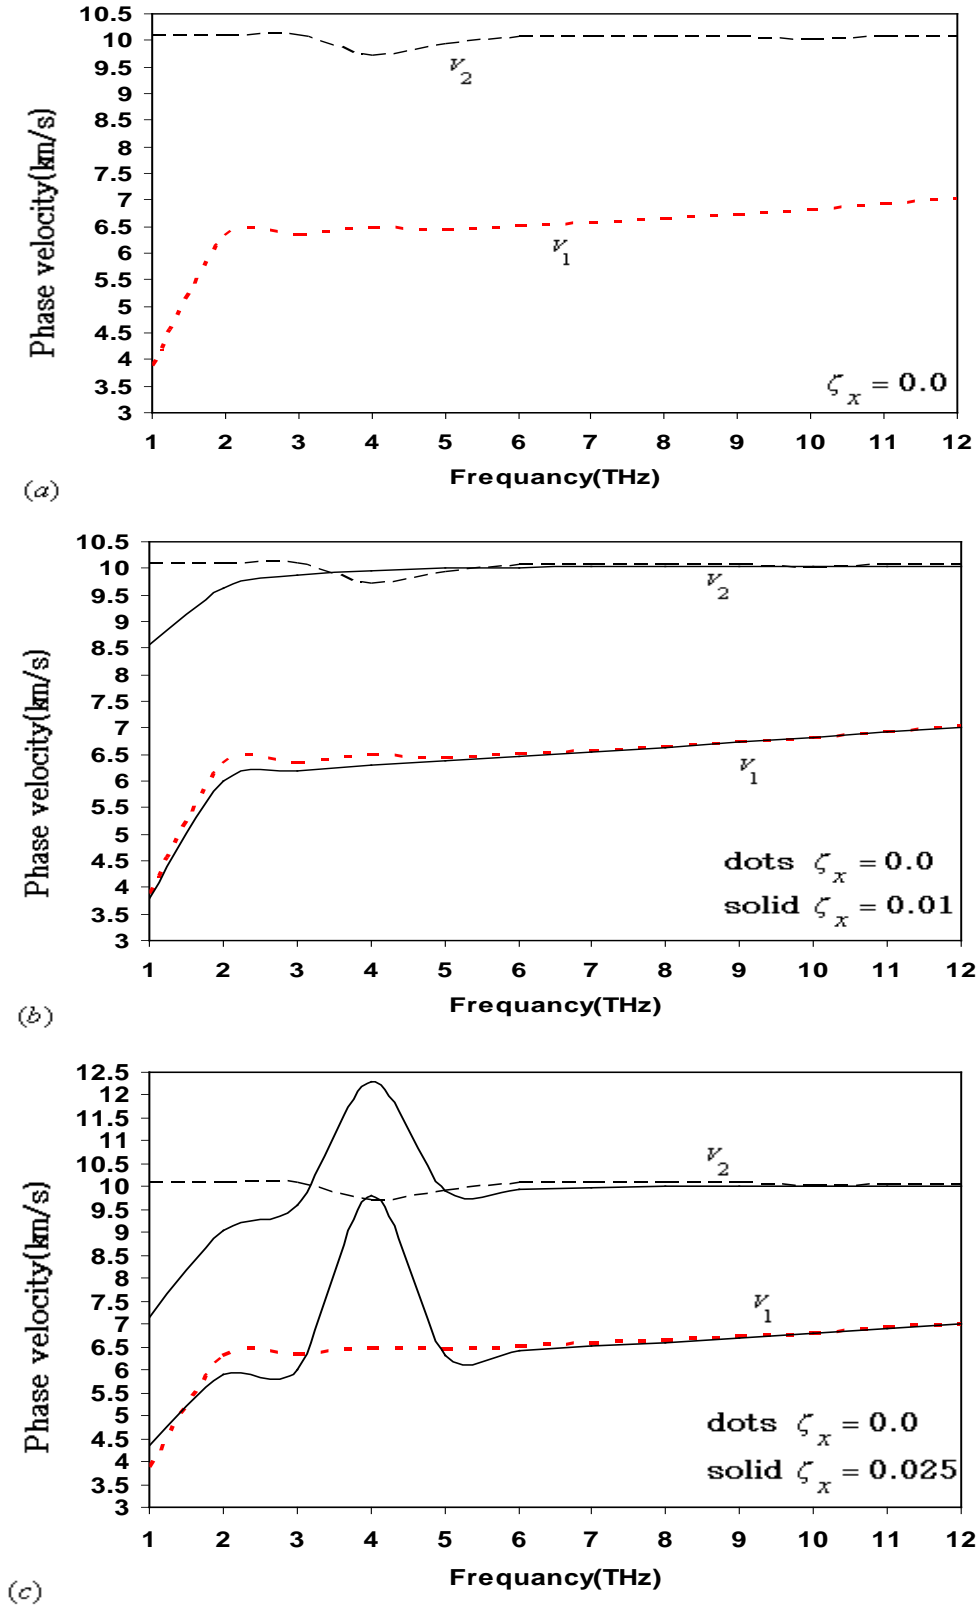 10.5
10
9.5
9
8.5
8
7.5
7
6.5
6
5.5
5
4.5
4
3.5
3
Phase velocity(km/s)
V2
V1
ζx = 0.0
1 2 3 4 5 6 7 8 9 10 11 12
Frequancy(THz)
(a)
10.5
10
9.5
9
8.5
8
7.5
7
6.5
6
5.5
5
4.5
4
3.5
3
Phase velocity(km/s)
V2
V1
dots ζx = 0.0
solid ζx = 0.01
1 2 3 4 5 6 7 8 9 10 11 12
Frequancy(THz)
(b)
12.5
12
11.5
11
10.5
10
9.5
9
8.5
8
7.5
7
6.5
6
5.5
5
4.5
4
3.5
3
Phase velocity(km/s)
V2
V1
dots ζx = 0.0
solid ζx = 0.025
1 2 3 4 5 6 7 8 9 10 11 12
Frequancy(THz)
(c)